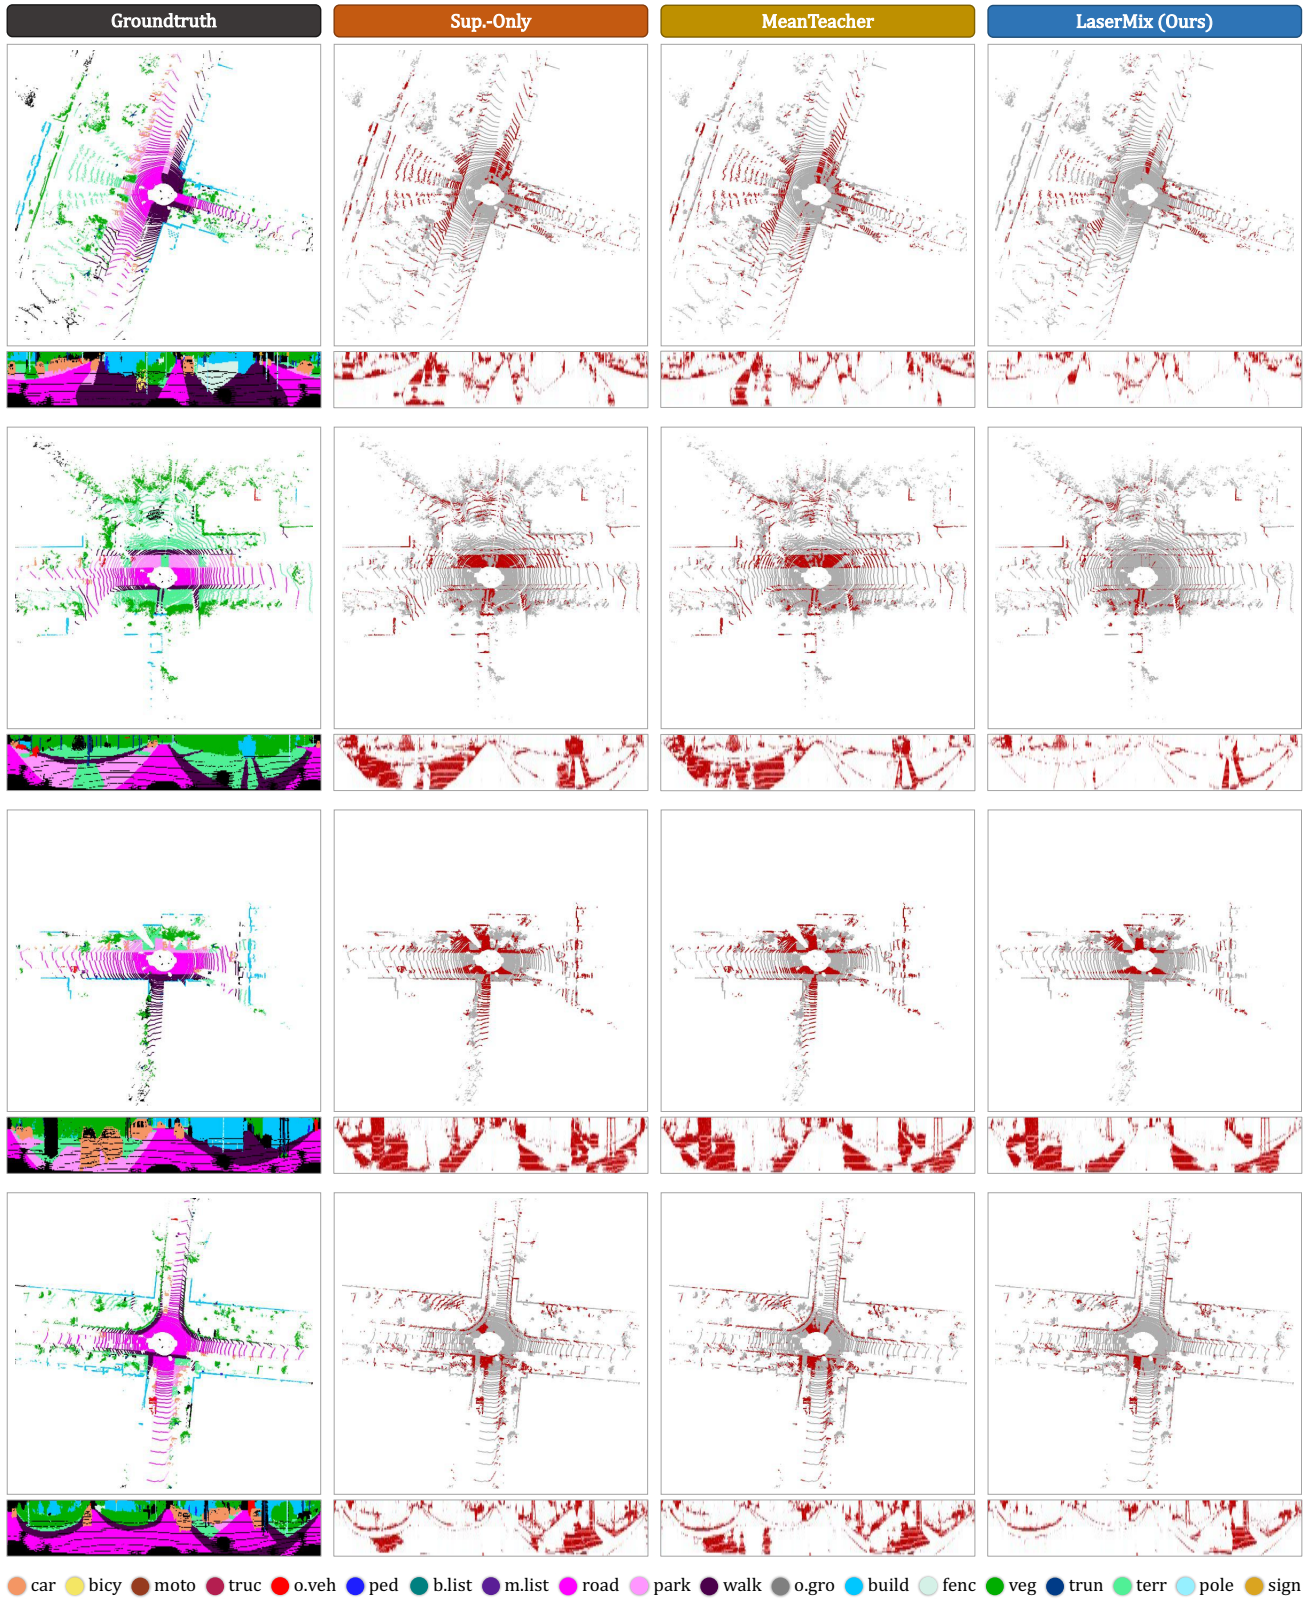 Groundtruth Sup.-Only MeanTeacher LaserMix (Ours)
car bicy moto truc o.veh ped b.list m.list road park walk o.gro build fenc veg trun terr pole sign